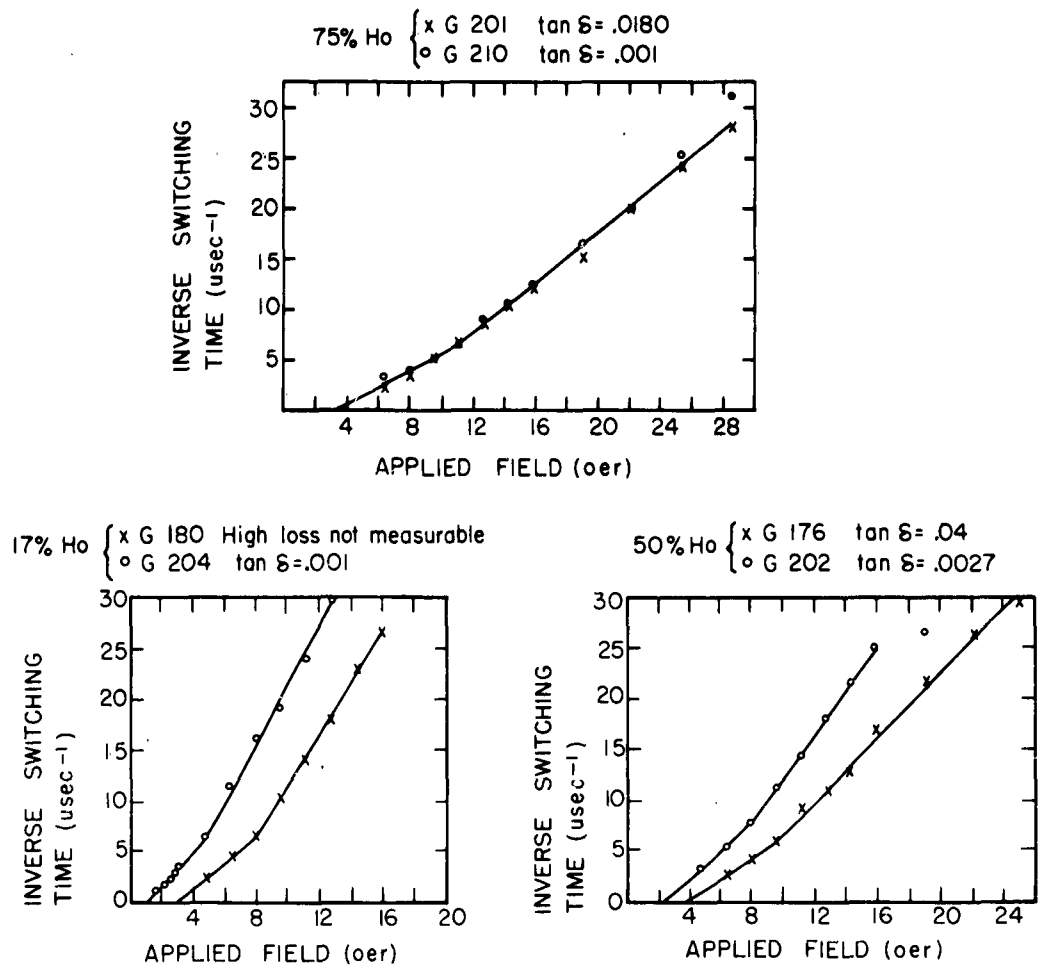 75% Ho { x G 201 tan δ = .0180
o G 210 tan δ = .001
INVERSE SWITCHING
TIME (usec⁻¹)
30
25
20
15
10
5
4 8 12 16 20 24 28
APPLIED FIELD (oer)
17% Ho { x G 180 High loss not measurable
o G 204 tan δ = .001
INVERSE SWITCHING
TIME (usec⁻¹)
30
25
20
15
10
5
0
4 8 12 16 20
APPLIED FIELD (oer)
50% Ho { x G 176 tan δ = .04
o G 202 tan δ = .0027
INVERSE SWITCHING
TIME (usec⁻¹)
30
25
20
15
10
5
0
4 8 12 16 20 24
APPLIED FIELD (oer)